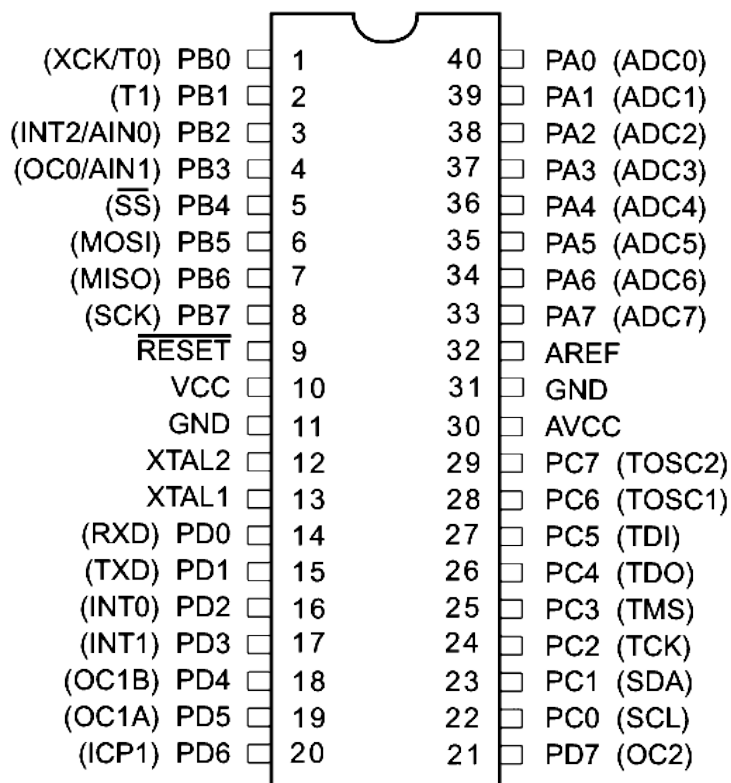 (XCK/T0) PB0 1 40 PA0 (ADC0)
(T1) PB1 2 39 PA1 (ADC1)
(INT2/AIN0) PB2 3 38 PA2 (ADC2)
(OC0/AIN1) PB3 4 37 PA3 (ADC3)
(S̅S̅) PB4 5 36 PA4 (ADC4)
(MOSI) PB5 6 35 PA5 (ADC5)
(MISO) PB6 7 34 PA6 (ADC6)
(SCK) PB7 8 33 PA7 (ADC7)
R̅E̅S̅E̅T̅ 9 32 AREF
VCC 10 31 GND
GND 11 30 AVCC
XTAL2 12 29 PC7 (TOSC2)
XTAL1 13 28 PC6 (TOSC1)
(RXD) PD0 14 27 PC5 (TDI)
(TXD) PD1 15 26 PC4 (TDO)
(INT0) PD2 16 25 PC3 (TMS)
(INT1) PD3 17 24 PC2 (TCK)
(OC1B) PD4 18 23 PC1 (SDA)
(OC1A) PD5 19 22 PC0 (SCL)
(ICP1) PD6 20 21 PD7 (OC2)